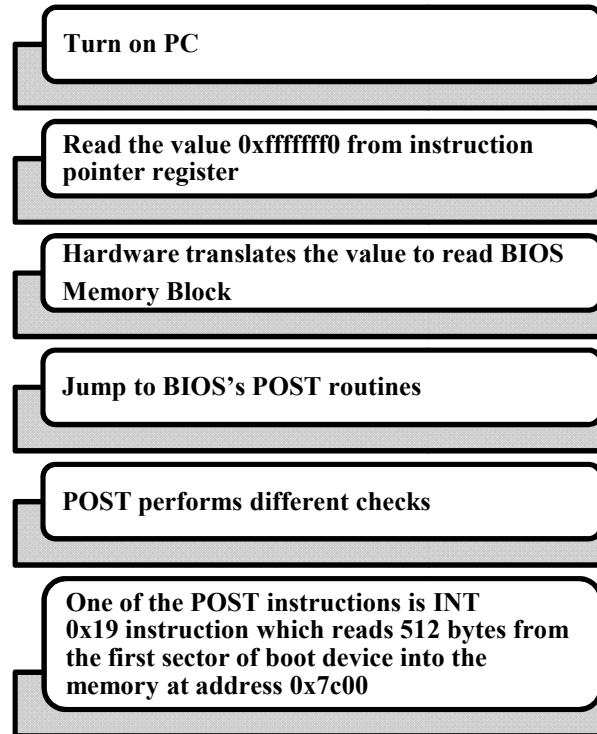 Turn on PC
Read the value 0xfffffff0 from instruction
pointer register
Hardware translates the value to read BIOS
Memory Block
Jump to BIOS’s POST routines
POST performs different checks
One of the POST instructions is INT
0x19 instruction which reads 512 bytes from
the first sector of boot device into the
memory at address 0x7c00